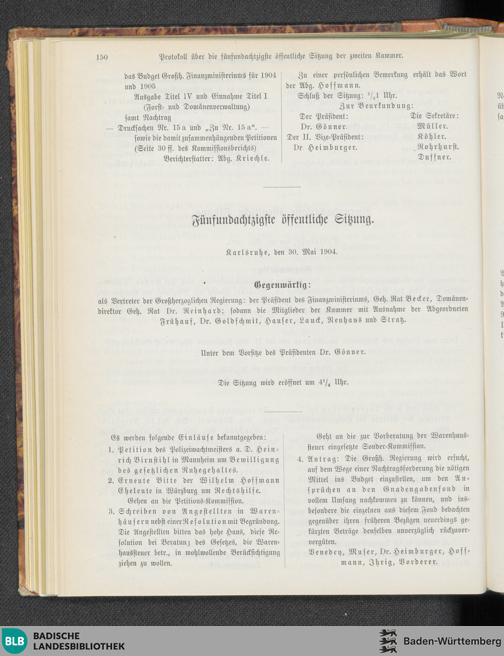 150 Protokoll über die fünfundachtzigste öffentliche Sitzung der zweiten Kammer.
das Budget Großh. Finanzministeriums für 1904
und 1905
Ausgabe Titel IV und Einnahme Titel I
(Forst- und Domänenverwaltung)
samt Nachtrag
— Drucksachen Nr. 15a und „Zu Nr. 15a“. —
sowie die damit zusammenhängenden Petitionen
(Seite 30 ff. des Kommissionsberichts)
Berichterstatter: Abg. Kriechle.
Zu einer persönlichen Bemerkung erhält das Wort
der Abg. Hoffmann.
Schluß der Sitzung: ½1 Uhr.
Zur Beurkundung:
Der Präsident: Die Sekretäre:
Dr. Gönner. Müller.
Der II. Vize-Präsident: Köhler.
Dr Heimburger. Rohrhurst.
Duffner.
Fünfundachtzigste öffentliche Sitzung.
Karlsruhe, den 30. Mai 1904.
Gegenwärtig:
als Vertreter der Großherzoglichen Regierung: der Präsident des Finanzministeriums, Geh. Rat Becker, Domänen-
direktor Geh. Rat Dr. Reinhard; sodann die Mitglieder der Kammer mit Ausnahme der Abgeordneten
Frühauf, Dr. Goldschmit, Hauser, Lauck, Neuhaus und Stratz.
Unter dem Vorsitze des Präsidenten Dr. Gönner.
Die Sitzung wird eröffnet um 4¼ Uhr.
Es werden folgende Einläufe bekanntgegeben:
1. Petition des Polizeiwachtmeisters a. D. Hein-
rich Birnstihl in Mannheim um Bewilligung
des gesetzlichen Ruhegehaltes.
2. Erneute Bitte der Wilhelm Hoffmann
Eheleute in Würzburg um Rechtshilfe.
Gehen an die Petitions-Kommission.
3. Schreiben von Angestellten in Waren-
häusern nebst einer Resolution mit Begründung.
Die Angestellten bitten das hohe Haus, diese Re-
solution bei Beratung des Gesetzes, die Waren-
haussteuer betr., in wohlwollende Berücksichtigung
ziehen zu wollen.
Geht an die zur Vorberatung der Warenhaus-
steuer eingesetzte Sonder-Kommission.
4. Antrag: Die Großh. Regierung wird ersucht,
auf dem Wege einer Nachtragsforderung die nötigen
Mittel ins Budget einzustellen, um den An-
sprüchen an den Gnadengabenfond in
vollem Umfang nachkommen zu können, und ins-
besondere die einzelnen aus diesem Fond bedachten
gegenüber ihren früheren Bezügen neuerdings ge-
kürzten Beträge denselben unverzüglich rückzuver-
vergüten.
Venedey, Muser, Dr. Heimburger, Hoff-
mann, Ihrig, Vorderer.
BLB BADISCHE
LANDESBIBLIOTHEK
Baden-Württemberg